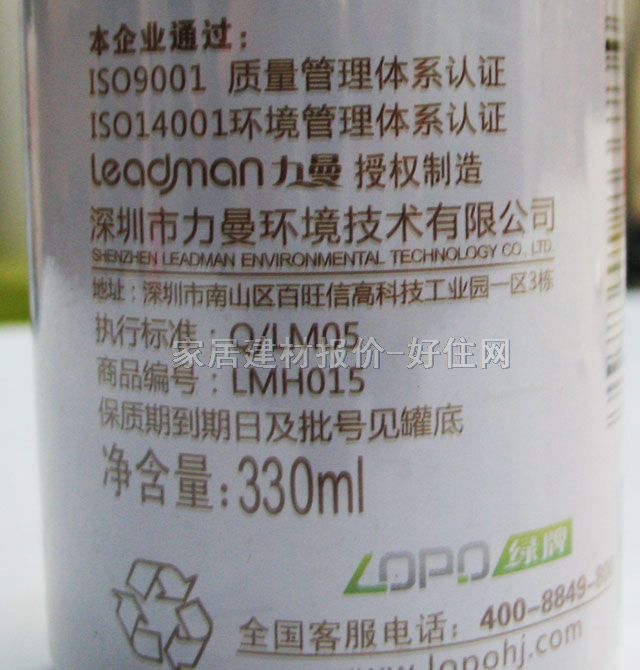 本企业通过：
ISO9001 质量管理体系认证
ISO14001环境管理体系认证
Leadman 力曼 授权制造
深圳市力曼环境技术有限公司
SHENZHEN LEADMAN ENVIRONMENTAL TECHNOLOGY CO., LTD.
地址：深圳市南山区百旺信高科技工业园一区3栋
执行标准：Q/LM05
家居建材报价-好住网
商品编号：LMH015
保质期到期日及批号见罐底
净含量：330ml
LOPO 绿牌
全国客服电话：400-8849-8
www.lopohj.com